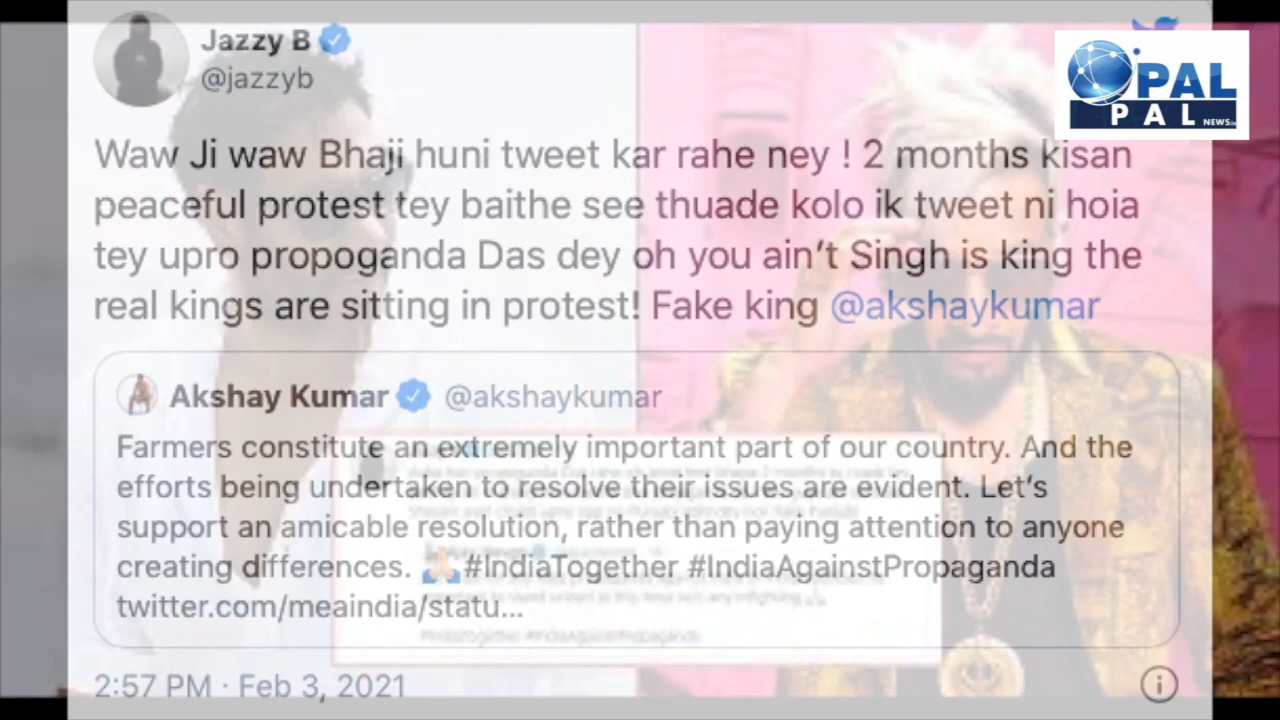 Jazzy B
@jazzyb
PAL
PAL NEWS.in
Waw Ji waw Bhaji huni tweet kar rahe ney ! 2 months kisan
peaceful protest tey baithe see thuade kolo ik tweet ni hoia
tey upro propoganda Das dey oh you ain’t Singh is king the
real kings are sitting in protest! Fake king @akshaykumar
Akshay Kumar @akshaykumar
Farmers constitute an extremely important part of our country. And the
efforts being undertaken to resolve their issues are evident. Let’s
support an amicable resolution, rather than paying attention to anyone
creating differences. 🙏🏻#IndiaTogether #IndiaAgainstPropaganda
twitter.com/meaindia/statu...
2:57 PM · Feb 3, 2021